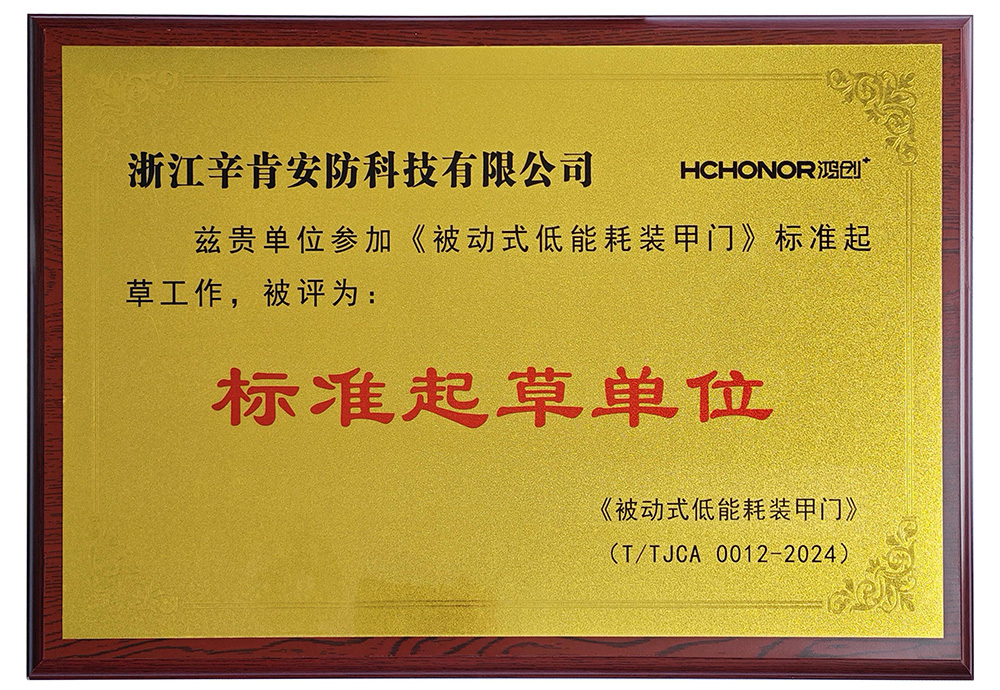 浙江辛肯安防科技有限公司 HCHONOR鸿创
兹贵单位参加《被动式低能耗装甲门》标准起
草工作，被评为：
标准起草单位
《被动式低能耗装甲门》
（T/TJCA 0012-2024）